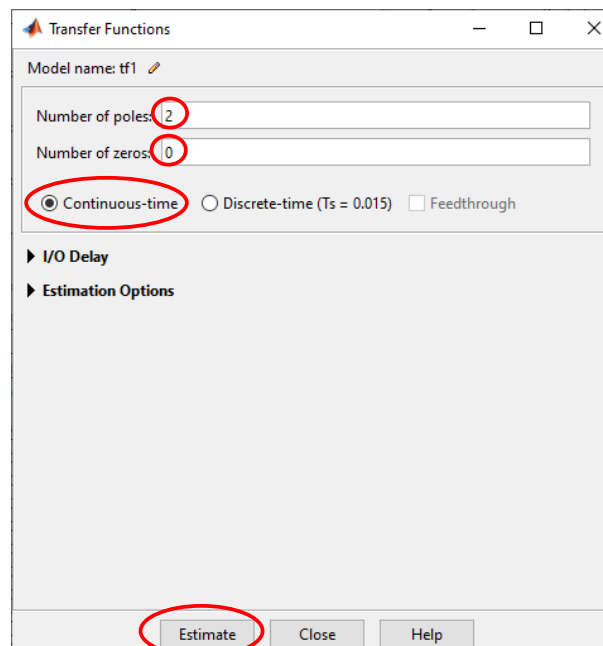 Transfer Functions
Model name: tf1
Number of poles: 2
Number of zeros: 0
Continuous-time Discrete-time (Ts = 0.015) Feedthrough
I/O Delay
Estimation Options
Estimate Close Help